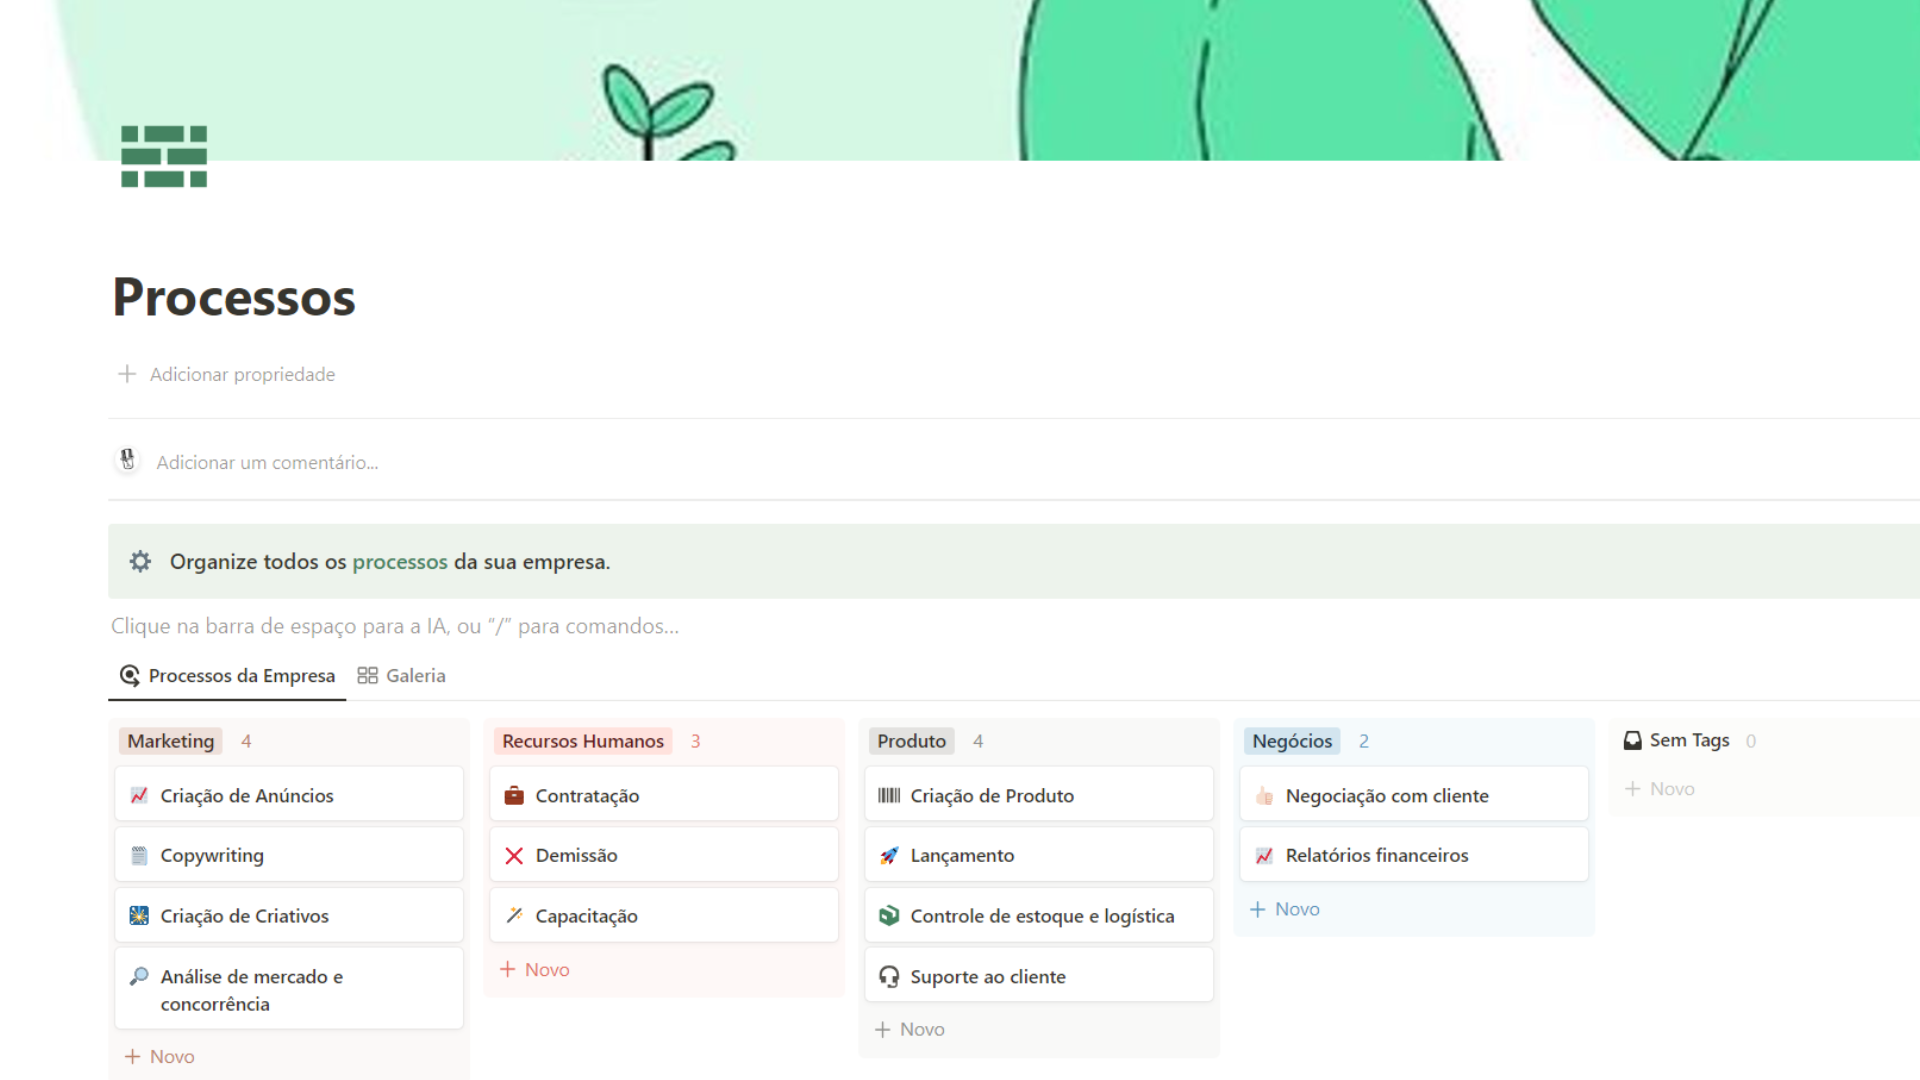 Processos
Adicionar propriedade
Adicionar um comentário...
Organize todos os processos da sua empresa.
Clique na barra de espaço para a IA, ou “/” para comandos...
Processos da Empresa
Galeria
Marketing 4
Criação de Anúncios
Copywriting
Criação de Criativos
Análise de mercado e
concorrência
+ Novo
Recursos Humanos 3
Contratação
Demissão
Capacitação
+ Novo
Produto 4
Criação de Produto
Lançamento
Controle de estoque e logística
Suporte ao cliente
+ Novo
Negócios 2
Negociação com cliente
Relatórios financeiros
+ Novo
Sem Tags 0
+ Novo